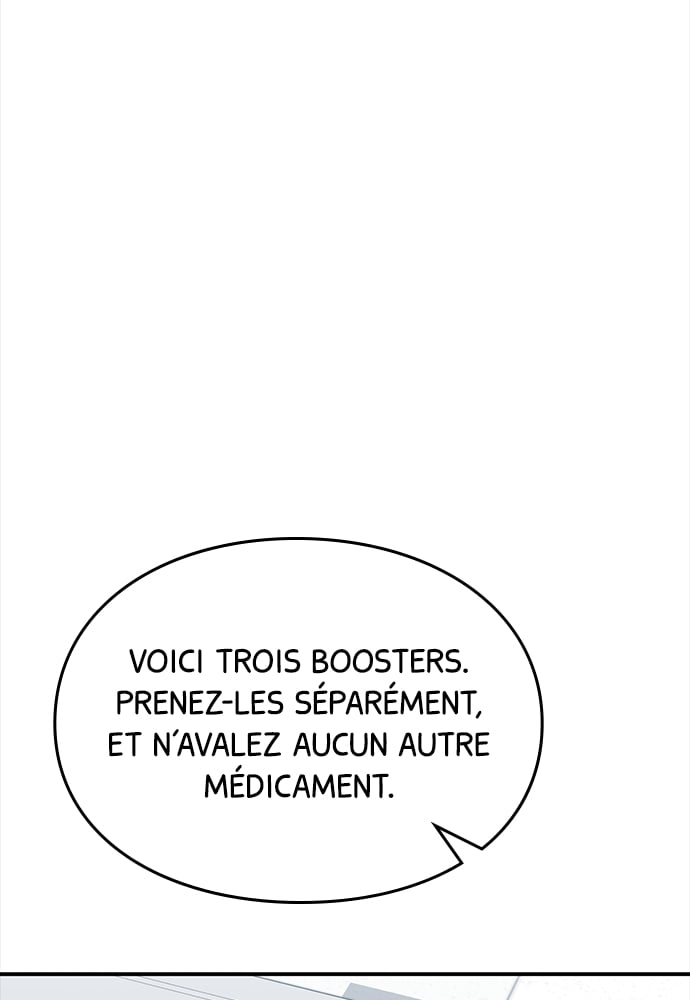 VOICI TROIS BOOSTERS.
PRENEZ-LES SÉPARÉMENT,
ET N'AVALEZ AUCUN AUTRE
MÉDICAMENT.